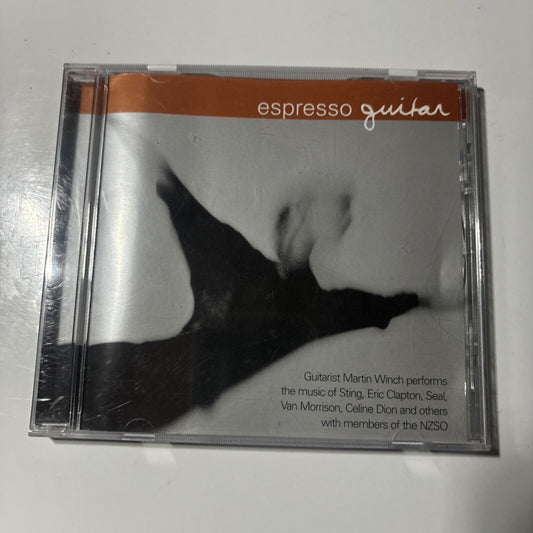 espresso guitar
Guitarist Martin Winch performs
the music of Sting, Eric Clapton, Seal,
Van Morrison, Celine Dion and others
with members of the NZSO